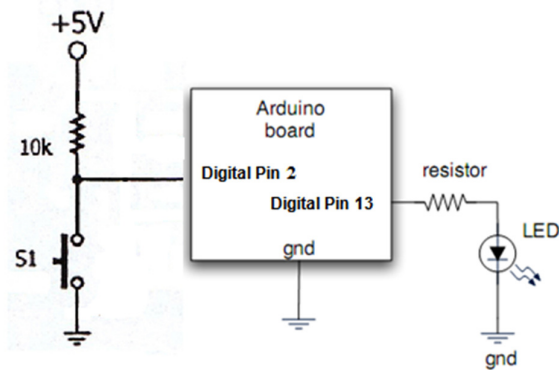 +5V
10k
S1
Arduino
board
Digital Pin 2
Digital Pin 13
gnd
resistor
LED
gnd